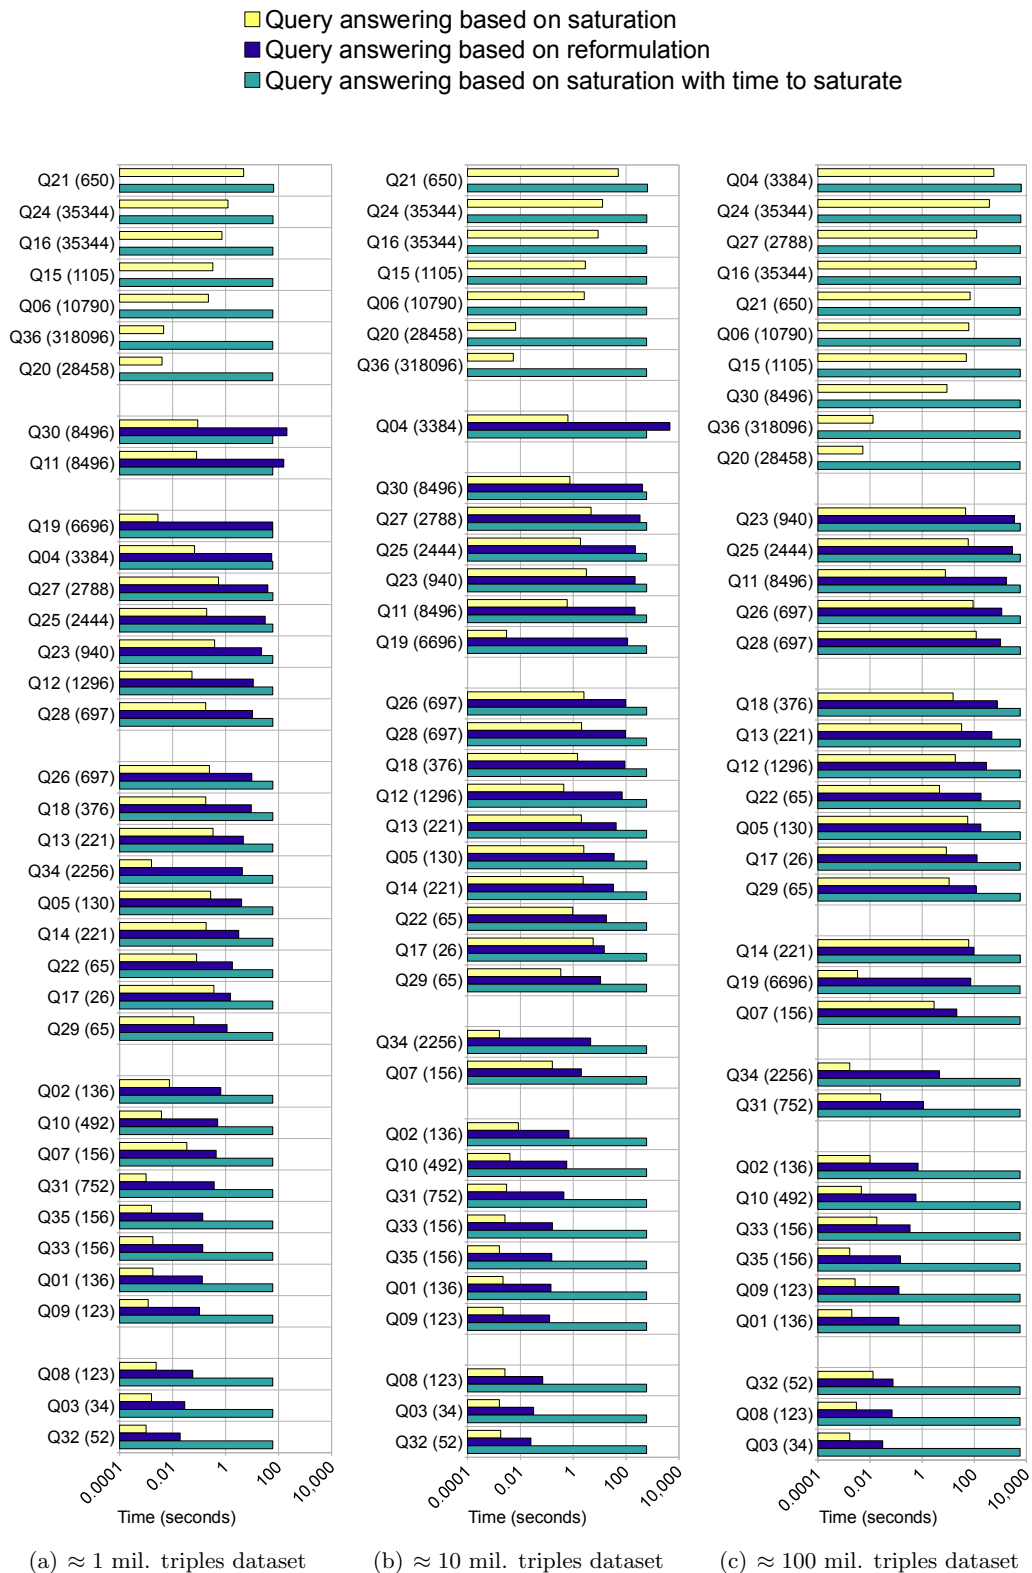 Query answering based on saturation
Query answering based on reformulation
Query answering based on saturation with time to saturate
Q21 (650)
Q24 (35344)
Q16 (35344)
Q15 (1105)
Q06 (10790)
Q36 (318096)
Q20 (28458)
Q30 (8496)
Q11 (8496)
Q19 (6696)
Q04 (3384)
Q27 (2788)
Q25 (2444)
Q23 (940)
Q12 (1296)
Q28 (697)
Q26 (697)
Q18 (376)
Q13 (221)
Q34 (2256)
Q05 (130)
Q14 (221)
Q22 (65)
Q17 (26)
Q29 (65)
Q02 (136)
Q10 (492)
Q07 (156)
Q31 (752)
Q35 (156)
Q33 (156)
Q01 (136)
Q09 (123)
Q08 (123)
Q03 (34)
Q32 (52)
0.0001 0.01 1 100 10,000
Time (seconds)
(a) ≈ 1 mil. triples dataset
Q21 (650)
Q24 (35344)
Q16 (35344)
Q15 (1105)
Q06 (10790)
Q20 (28458)
Q36 (318096)
Q04 (3384)
Q30 (8496)
Q27 (2788)
Q25 (2444)
Q23 (940)
Q11 (8496)
Q19 (6696)
Q26 (697)
Q28 (697)
Q18 (376)
Q12 (1296)
Q13 (221)
Q05 (130)
Q14 (221)
Q22 (65)
Q17 (26)
Q29 (65)
Q34 (2256)
Q07 (156)
Q02 (136)
Q10 (492)
Q31 (752)
Q33 (156)
Q35 (156)
Q01 (136)
Q09 (123)
Q08 (123)
Q03 (34)
Q32 (52)
0.0001 0.01 1 100 10,000
Time (seconds)
(b) ≈ 10 mil. triples dataset
Q04 (3384)
Q24 (35344)
Q27 (2788)
Q16 (35344)
Q21 (650)
Q06 (10790)
Q15 (1105)
Q30 (8496)
Q36 (318096)
Q20 (28458)
Q23 (940)
Q25 (2444)
Q11 (8496)
Q26 (697)
Q28 (697)
Q18 (376)
Q13 (221)
Q12 (1296)
Q22 (65)
Q05 (130)
Q17 (26)
Q29 (65)
Q14 (221)
Q19 (6696)
Q07 (156)
Q34 (2256)
Q31 (752)
Q02 (136)
Q10 (492)
Q33 (156)
Q35 (156)
Q09 (123)
Q01 (136)
Q32 (52)
Q08 (123)
Q03 (34)
0.0001 0.01 1 100 10,000
Time (seconds)
(c) ≈ 100 mil. triples dataset